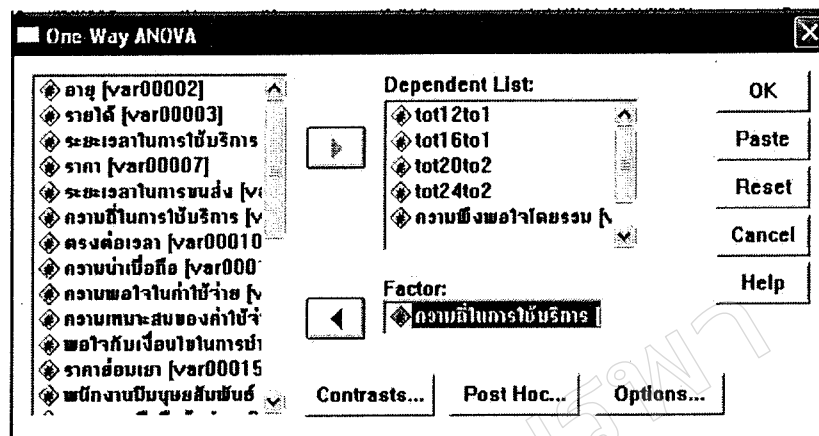 One-Way ANOVA
อายุ [var00002]
รายได้ [var00003]
ระยะเวลาในการใช้บริการ
ราคา [var00007]
ระยะเวลาในการขนส่ง [va
ความถี่ในการใช้บริการ [v
ตรงต่อเวลา [var00010
ความน่าเชื่อถือ [var000
ความพอใจในค่าใช้จ่าย [v
ความเหมาะสมของค่าใช้จ่
พอใจกับเงื่อนไขในการชำ
ราคาย่อมเยา [var00015
พนักงานมีมนุษยสัมพันธ์
Dependent List:
tot12to1
tot16to1
tot20to2
tot24to2
ความพึงพอใจโดยรวม [v
Factor:
ความถี่ในการใช้บริการ [
OK
Paste
Reset
Cancel
Help
Contrasts...
Post Hoc...
Options...